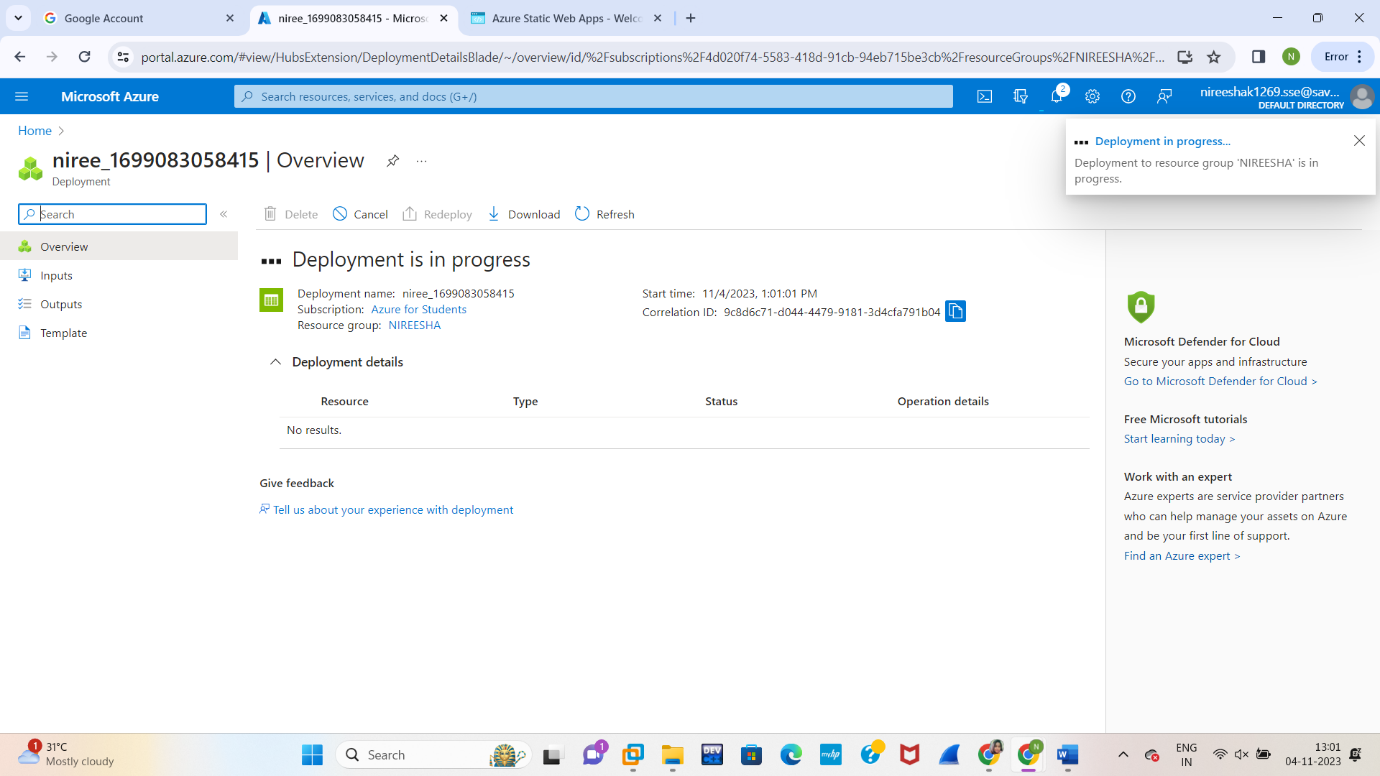 Google Account
niree_1699083058415 - Microso
Azure Static Web Apps - Welc
portal.azure.com/#view/HubsExtension/DeploymentDetailsBlade/~/overview/id/%2Fsubscriptions%2F4d020f74-5583-418d-91cb-94eb715be3cb%2FresourceGroups%2FNIREESHA%2F...
N
Error
Microsoft Azure
Search resources, services, and docs (G+/)
2
nireeshak1269.sse@sav...
DEFAULT DIRECTORY
Home
niree_1699083058415 | Overview
Deployment
Deployment in progress...
Deployment to resource group 'NIREESHA' is in
progress.
Search
Delete
Cancel
Redeploy
Download
Refresh
Overview
Inputs
Outputs
Template
Deployment is in progress
Deployment name: niree_1699083058415
Subscription: Azure for Students
Resource group: NIREESHA
Start time: 11/4/2023, 1:01:01 PM
Correlation ID: 9c8d6c71-d044-4479-9181-3d4cfa791b04
Deployment details
Resource Type Status Operation details
No results.
Give feedback
Tell us about your experience with deployment
Microsoft Defender for Cloud
Secure your apps and infrastructure
Go to Microsoft Defender for Cloud >
Free Microsoft tutorials
Start learning today >
Work with an expert
Azure experts are service provider partners
who can help manage your assets on Azure
and be your first line of support.
Find an Azure expert >
1
31°C
Mostly cloudy
Search
1
DEV
myhp
N
ENG
IN
13:01
04-11-2023